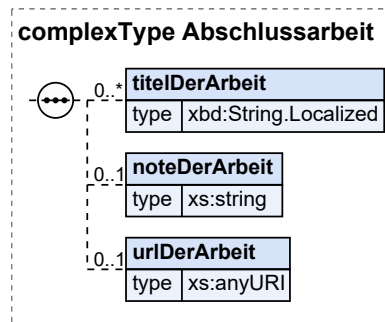 complexType Abschlussarbeit
0..* titelDerArbeit
type xbd:String.Localized
0..1 noteDerArbeit
type xs:string
0..1 urlDerArbeit
type xs:anyURI